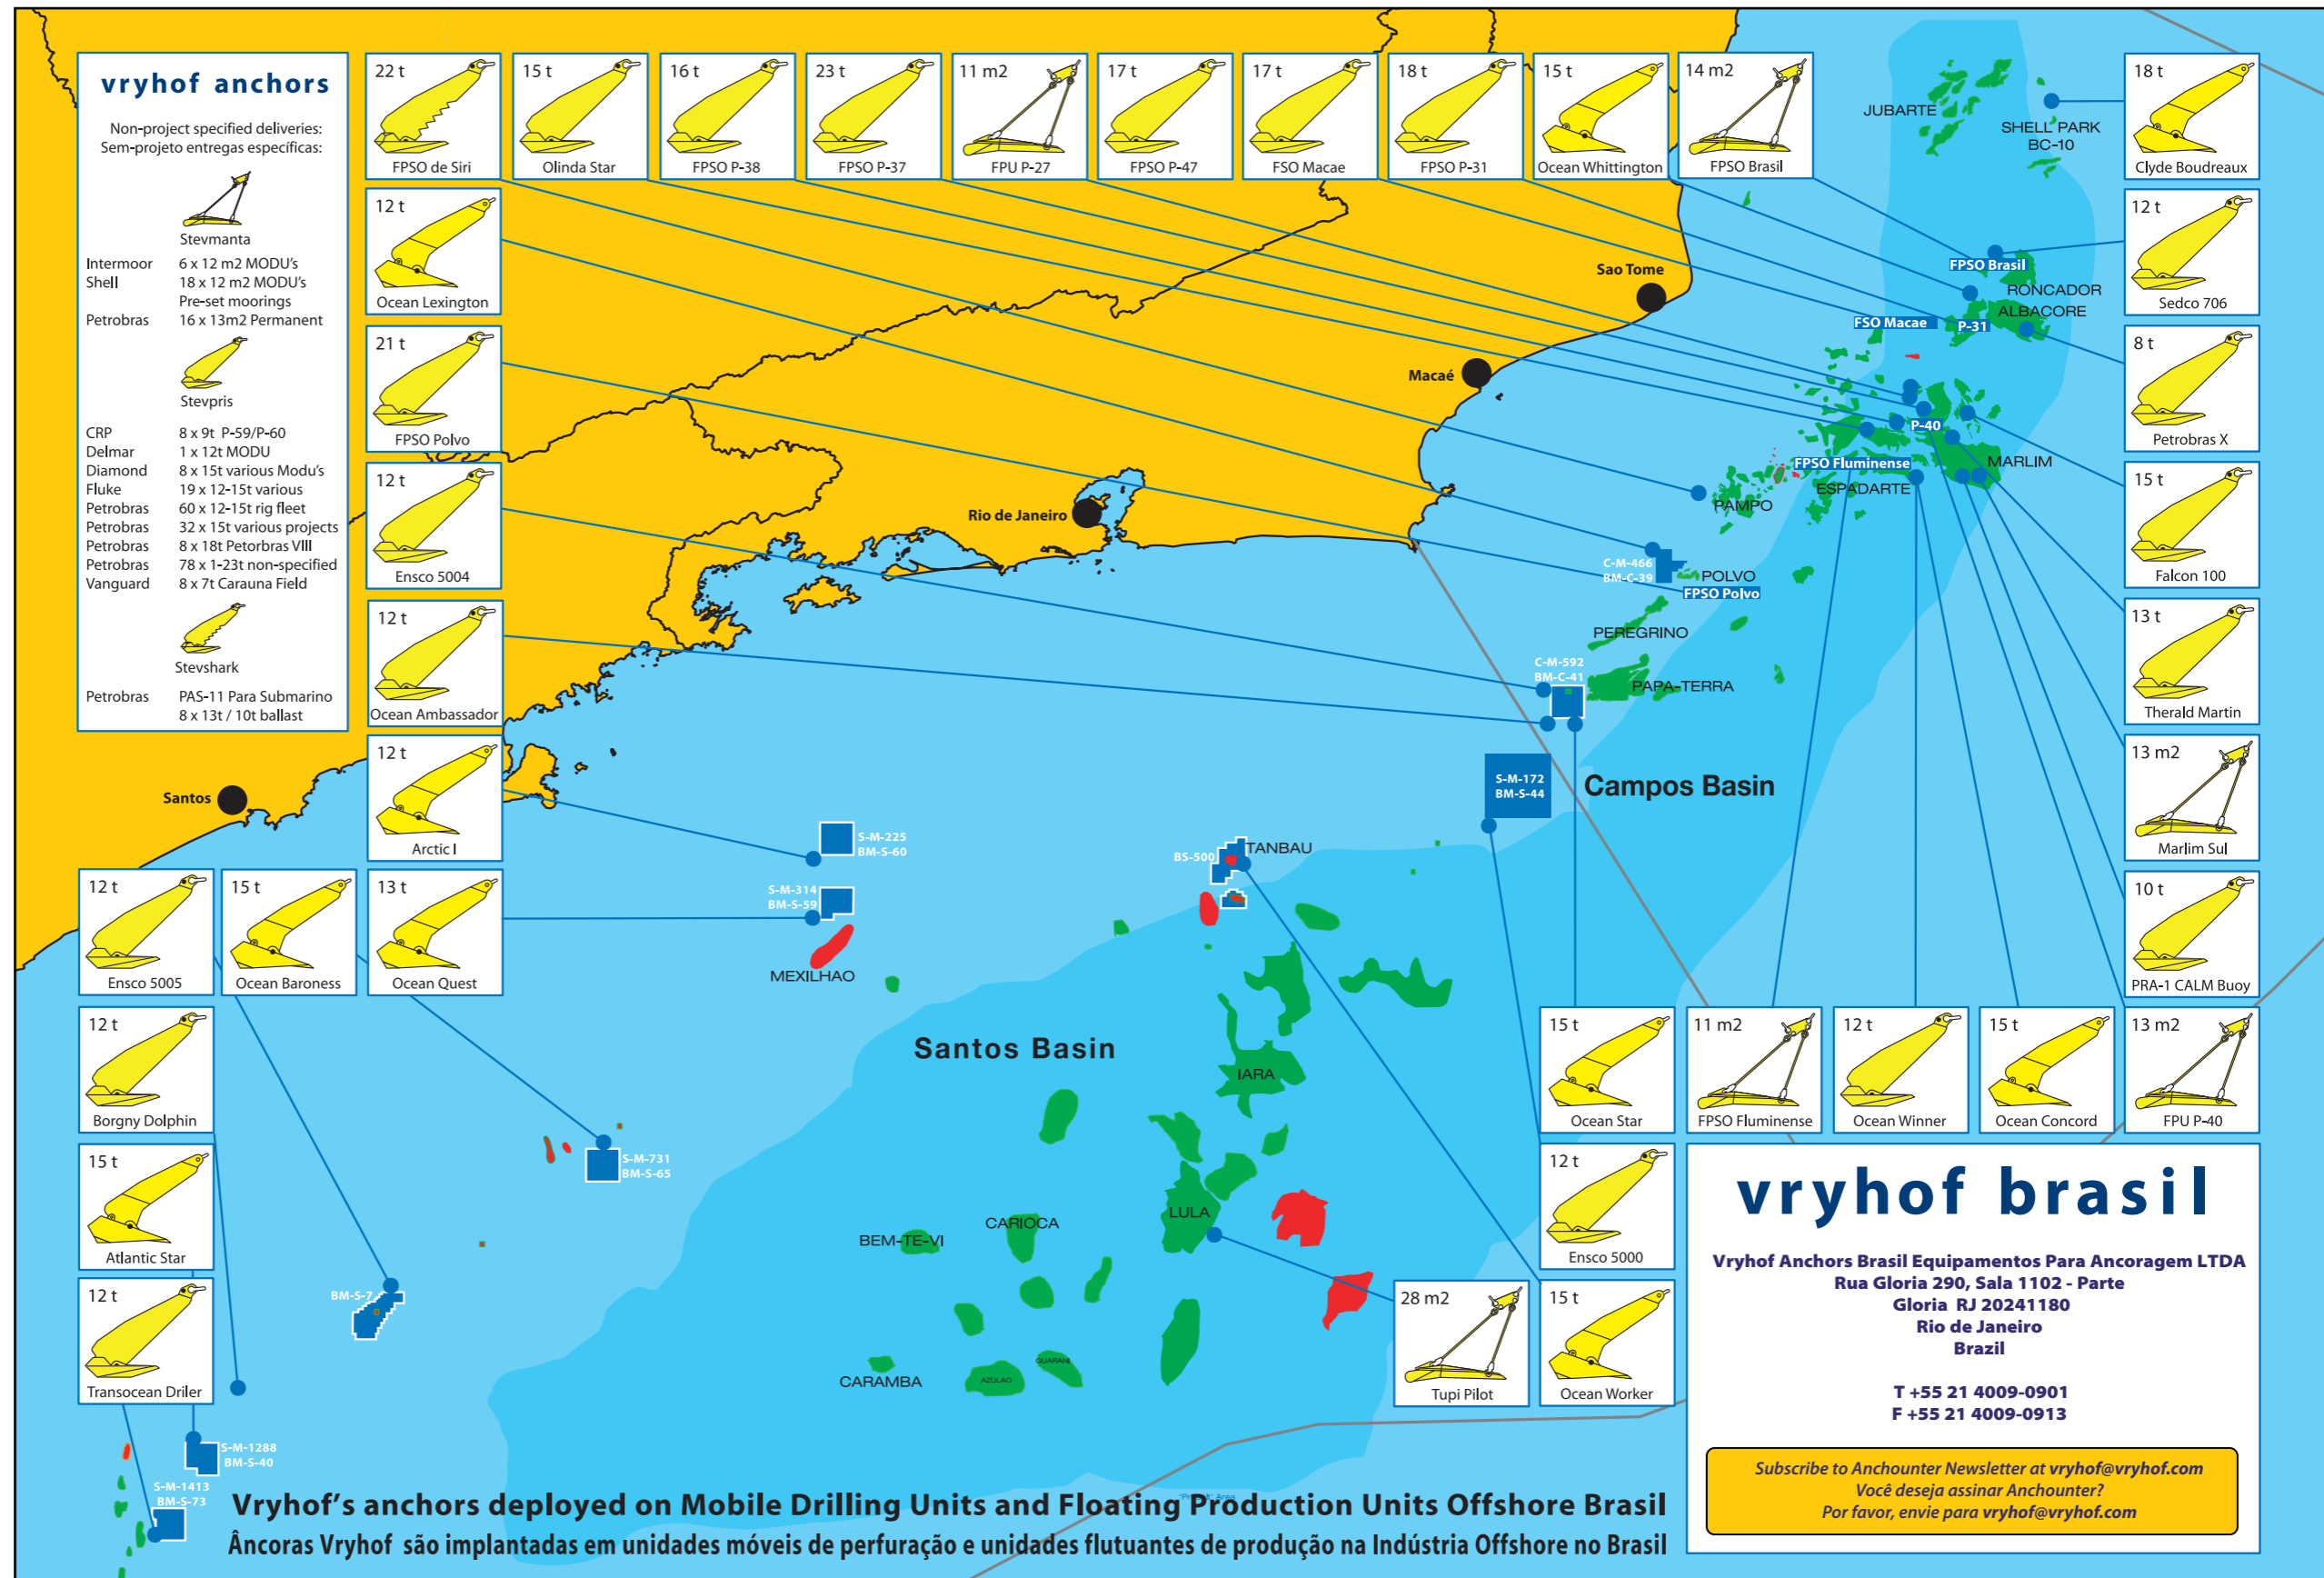 vryhof anchors
Non-project specified deliveries:
Sem-projeto entregas específicas:
Stevmanta
Intermoor 6 x 12 m2 MODU's
Shell 18 x 12 m2 MODU's
Pre-set moorings
Petrobras 16 x 13m2 Permanent
Stevpris
CRP 8 x 9t P-59/P-60
Delmar 1 x 12t MODU
Diamond 8 x 15t various Modu's
Fluke 19 x 12-15t various
Petrobras 60 x 12-15t rig fleet
Petrobras 32 x 15t various projects
Petrobras 8 x 18t Petorbras VIII
Petrobras 78 x 1-23t non-specified
Vanguard 8 x 7t Carauna Field
Stevshark
Petrobras PAS-11 Para Submarino
8 x 13t / 10t ballast
22 t
FPSO de Siri
15 t
Olinda Star
16 t
FPSO P-38
23 t
FPSO P-37
11 m2
FPU P-27
17 t
FPSO P-47
17 t
FSO Macae
18 t
FPSO P-31
15 t
Ocean Whittington
14 m2
FPSO Brasil
18 t
Clyde Boudreaux
12 t
Sedco 706
8 t
Petrobras X
15 t
Falcon 100
13 t
Therald Martin
13 m2
Marlim Sul
10 t
PRA-1 CALM Buoy
12 t
Ocean Lexington
21 t
FPSO Polvo
12 t
Ensco 5004
12 t
Ocean Ambassador
12 t
Arctic I
12 t
Ensco 5005
15 t
Ocean Baroness
13 t
Ocean Quest
12 t
Borgny Dolphin
15 t
Atlantic Star
12 t
Transocean Driler
15 t
Ocean Star
11 m2
FPSO Fluminense
12 t
Ocean Winner
15 t
Ocean Concord
13 m2
FPU P-40
12 t
Ensco 5000
28 m2
Tupi Pilot
15 t
Ocean Worker
JUBARTE
SHELL PARK
BC-10
FPSO Brasil
RONCADOR
ALBACORE
FSO Macae
P-31
P-40
FPSO Fluminense
MARLIM
ESPADARTE
PAMPO
C-M-466
BM-C-39
POLVO
FPSO Polvo
PEREGRINO
C-M-592
BM-C-41
PAPA-TERRA
S-M-172
BM-S-44
Campos Basin
Sao Tome
Macaé
Rio de Janeiro
Santos
S-M-225
BM-S-60
S-M-314
BM-S-59
MEXILHAO
BS-500
TANBAU
Santos Basin
IARA
LULA
CARIOCA
BEM-TE-VI
CARAMBA
AZULAO
GUARANI
S-M-731
BM-S-65
BM-S-7
S-M-1288
BM-S-40
S-M-1413
BM-S-73
Area
Vryhof's anchors deployed on Mobile Drilling Units and Floating Production Units Offshore Brasil
Âncoras Vryhof são implantadas em unidades móveis de perfuração e unidades flutuantes de produção na Indústria Offshore no Brasil
vryhof brasil
Vryhof Anchors Brasil Equipamentos Para Ancoragem LTDA
Rua Gloria 290, Sala 1102 - Parte
Gloria RJ 20241180
Rio de Janeiro
Brazil
T +55 21 4009-0901
F +55 21 4009-0913
Subscribe to Anchounter Newsletter at vryhof@vryhof.com
Você deseja assinar Anchounter?
Por favor, envie para vryhof@vryhof.com